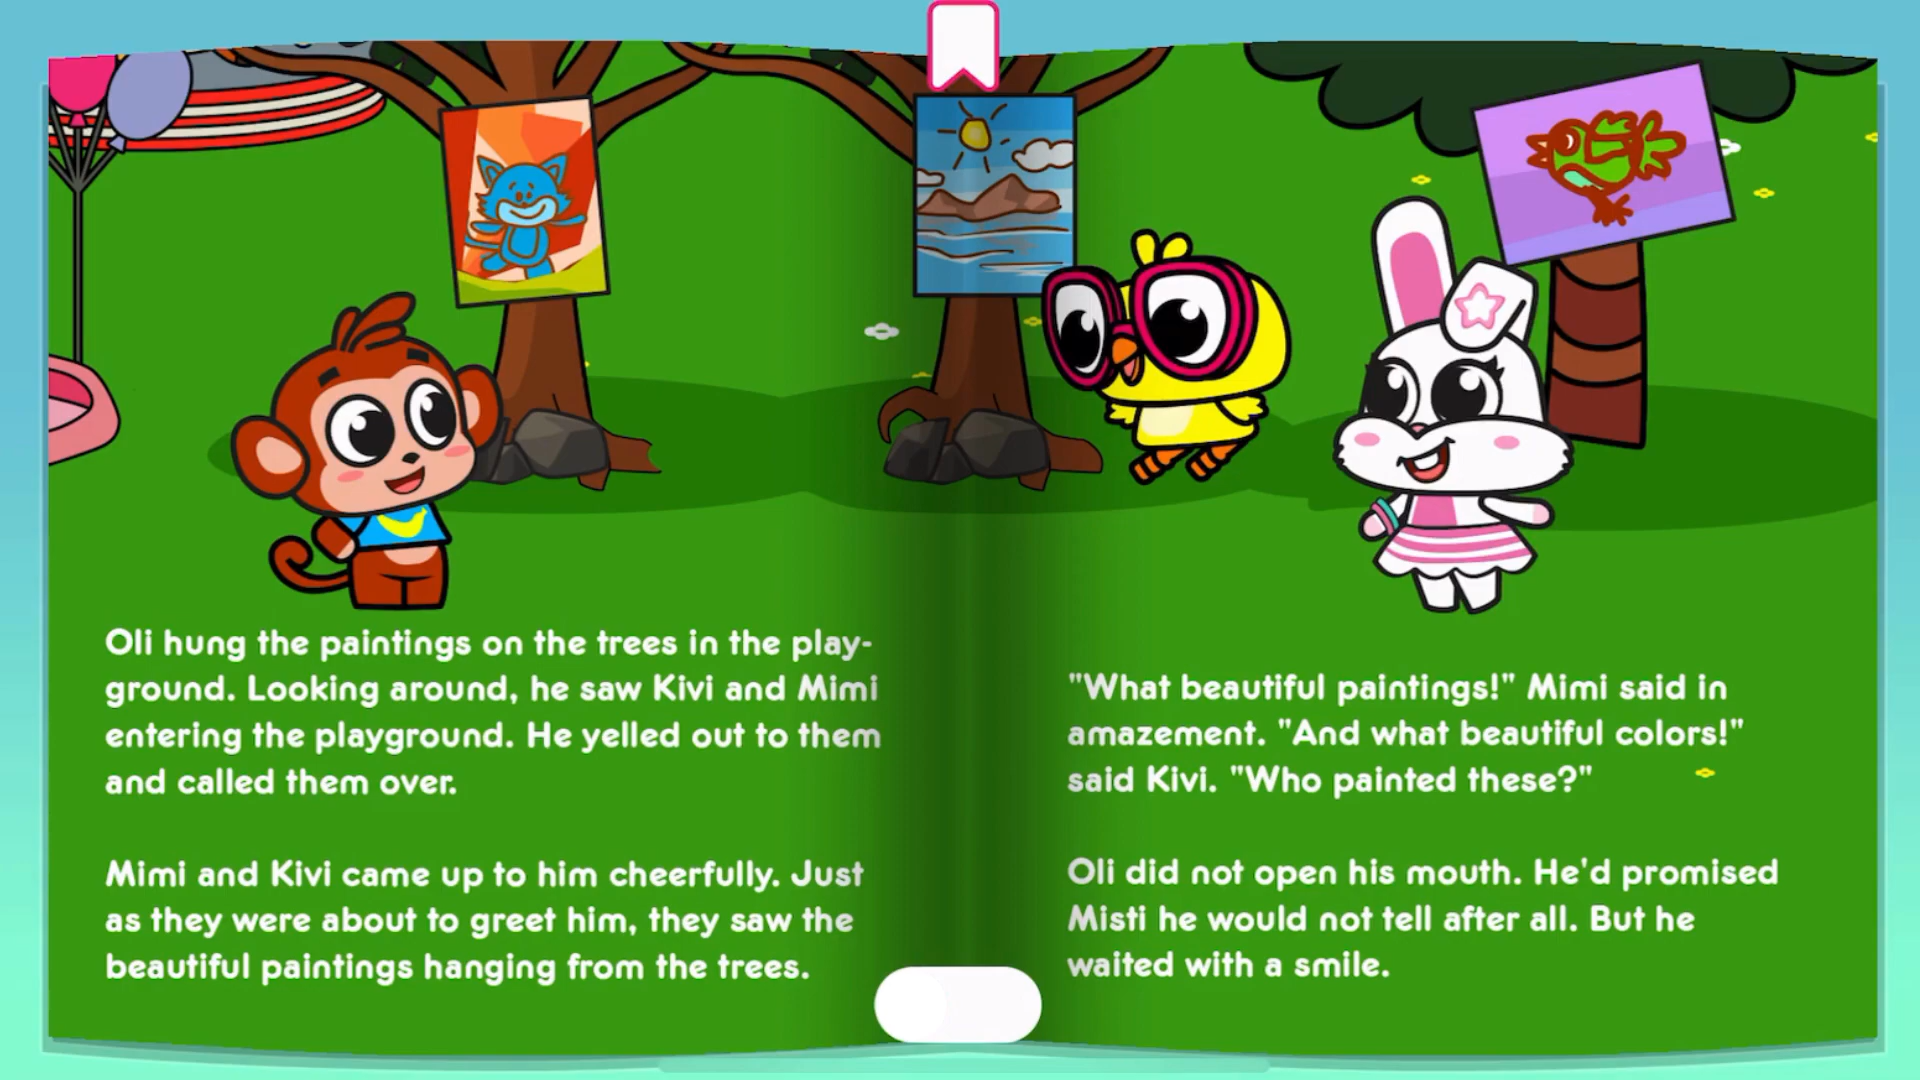 Oli hung the paintings on the trees in the play-
ground. Looking around, he saw Kivi and Mimi
entering the playground. He yelled out to them
and called them over.
Mimi and Kivi came up to him cheerfully. Just
as they were about to greet him, they saw the
beautiful paintings hanging from the trees.
"What beautiful paintings!" Mimi said in
amazement. "And what beautiful colors!"
said Kivi. "Who painted these?"
Oli did not open his mouth. He'd promised
Misti he would not tell after all. But he
waited with a smile.